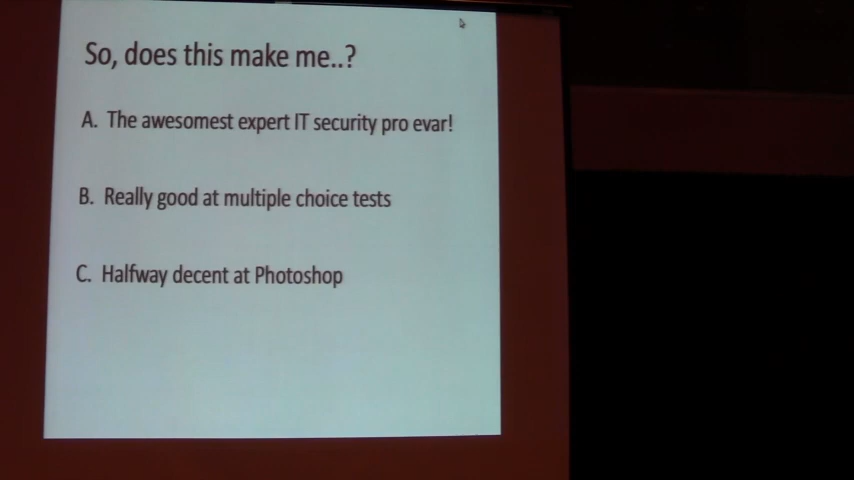 So, does this make me..?
A. The awesomest expert IT security pro evar!
B. Really good at multiple choice tests
C. Halfway decent at Photoshop